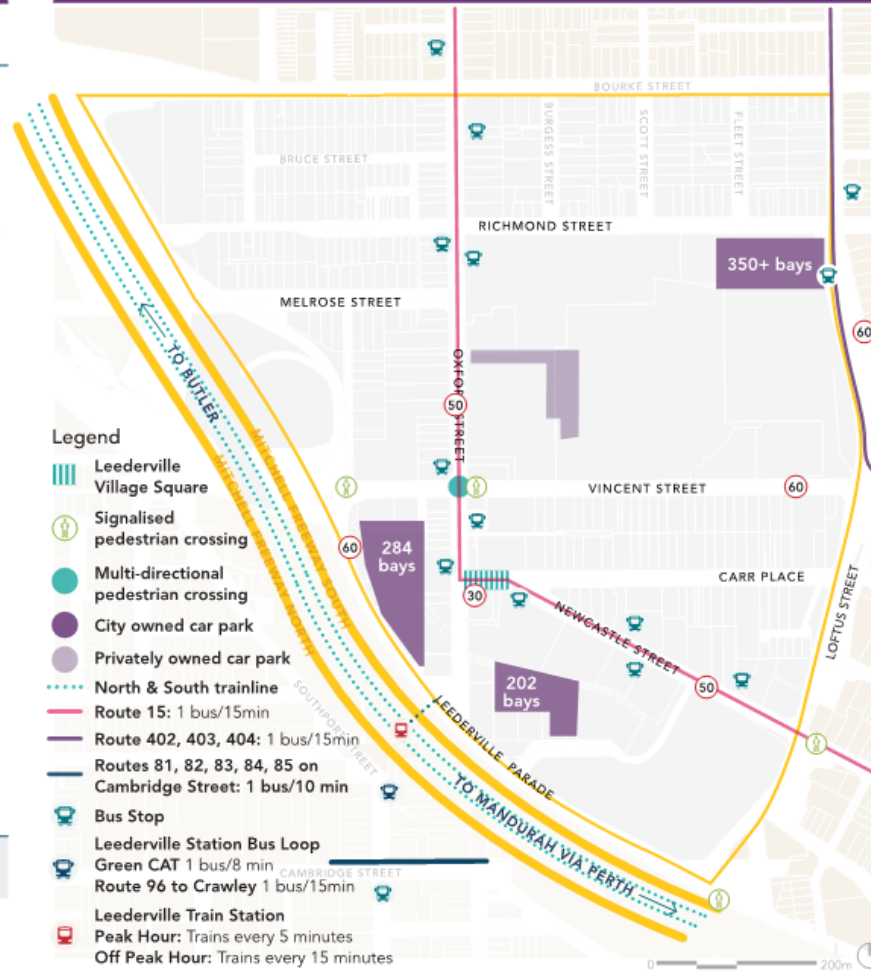 BOURKE STREET
BURGESS STREET
SCOTT STREET
FLEET STREET
BRUCE STREET
RICHMOND STREET
350+ bays
MELROSE STREET
60
TO BUTLER
OXFORD STREET
50
Legend
Leederville
Village Square
Signalised
pedestrian crossing
Multi-directional
pedestrian crossing
City owned car park
Privately owned car park
North & South trainline
Route 15: 1 bus/15min
Route 402, 403, 404: 1 bus/15min
Routes 81, 82, 83, 84, 85 on
Cambridge Street: 1 bus/10 min
Bus Stop
Leederville Station Bus Loop
Green CAT 1 bus/8 min
Route 96 to Crawley 1 bus/15min
Leederville Train Station
Peak Hour: Trains every 5 minutes
Off Peak Hour: Trains every 15 minutes
MITCHELL FREEWAY SOUTH
MITCHELL FREEWAY NORTH
VINCENT STREET
60
60
284
bays
30
CARR PLACE
NEWCASTLE STREET
LOFTUS STREET
50
202
bays
SOUTHPORT STREET
LEEDERVILLE PARADE
TO MANDURAH VIA PERTH
CAMBRIDGE STREET
0
200m